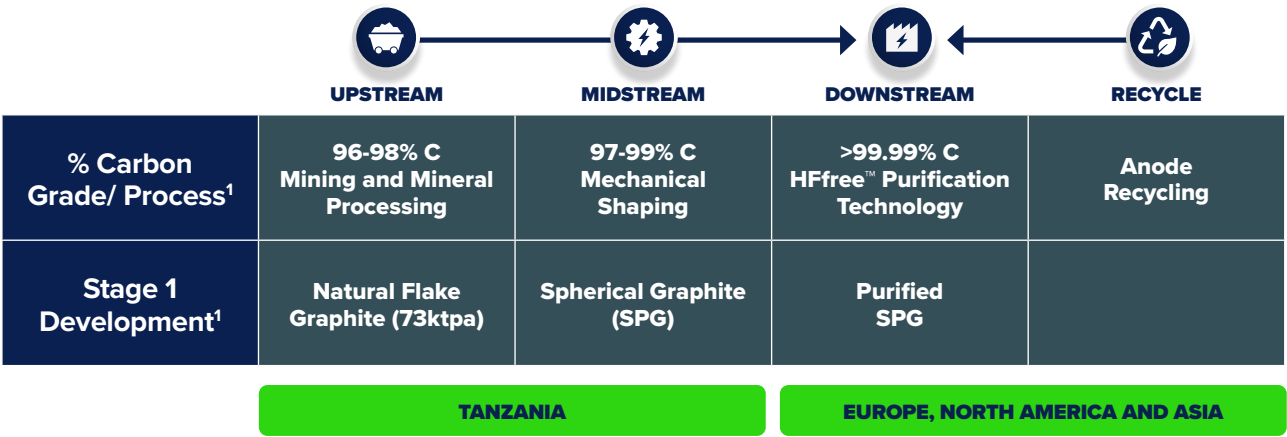 UPSTREAM
MIDSTREAM
DOWNSTREAM
RECYCLE
% Carbon
Grade/ Process¹
96-98% C
Mining and Mineral
Processing
97-99% C
Mechanical
Shaping
>99.99% C
HFfree™ Purification
Technology
Anode
Recycling
Stage 1
Development¹
Natural Flake
Graphite (73ktpa)
Spherical Graphite
(SPG)
Purified
SPG
TANZANIA
EUROPE, NORTH AMERICA AND ASIA